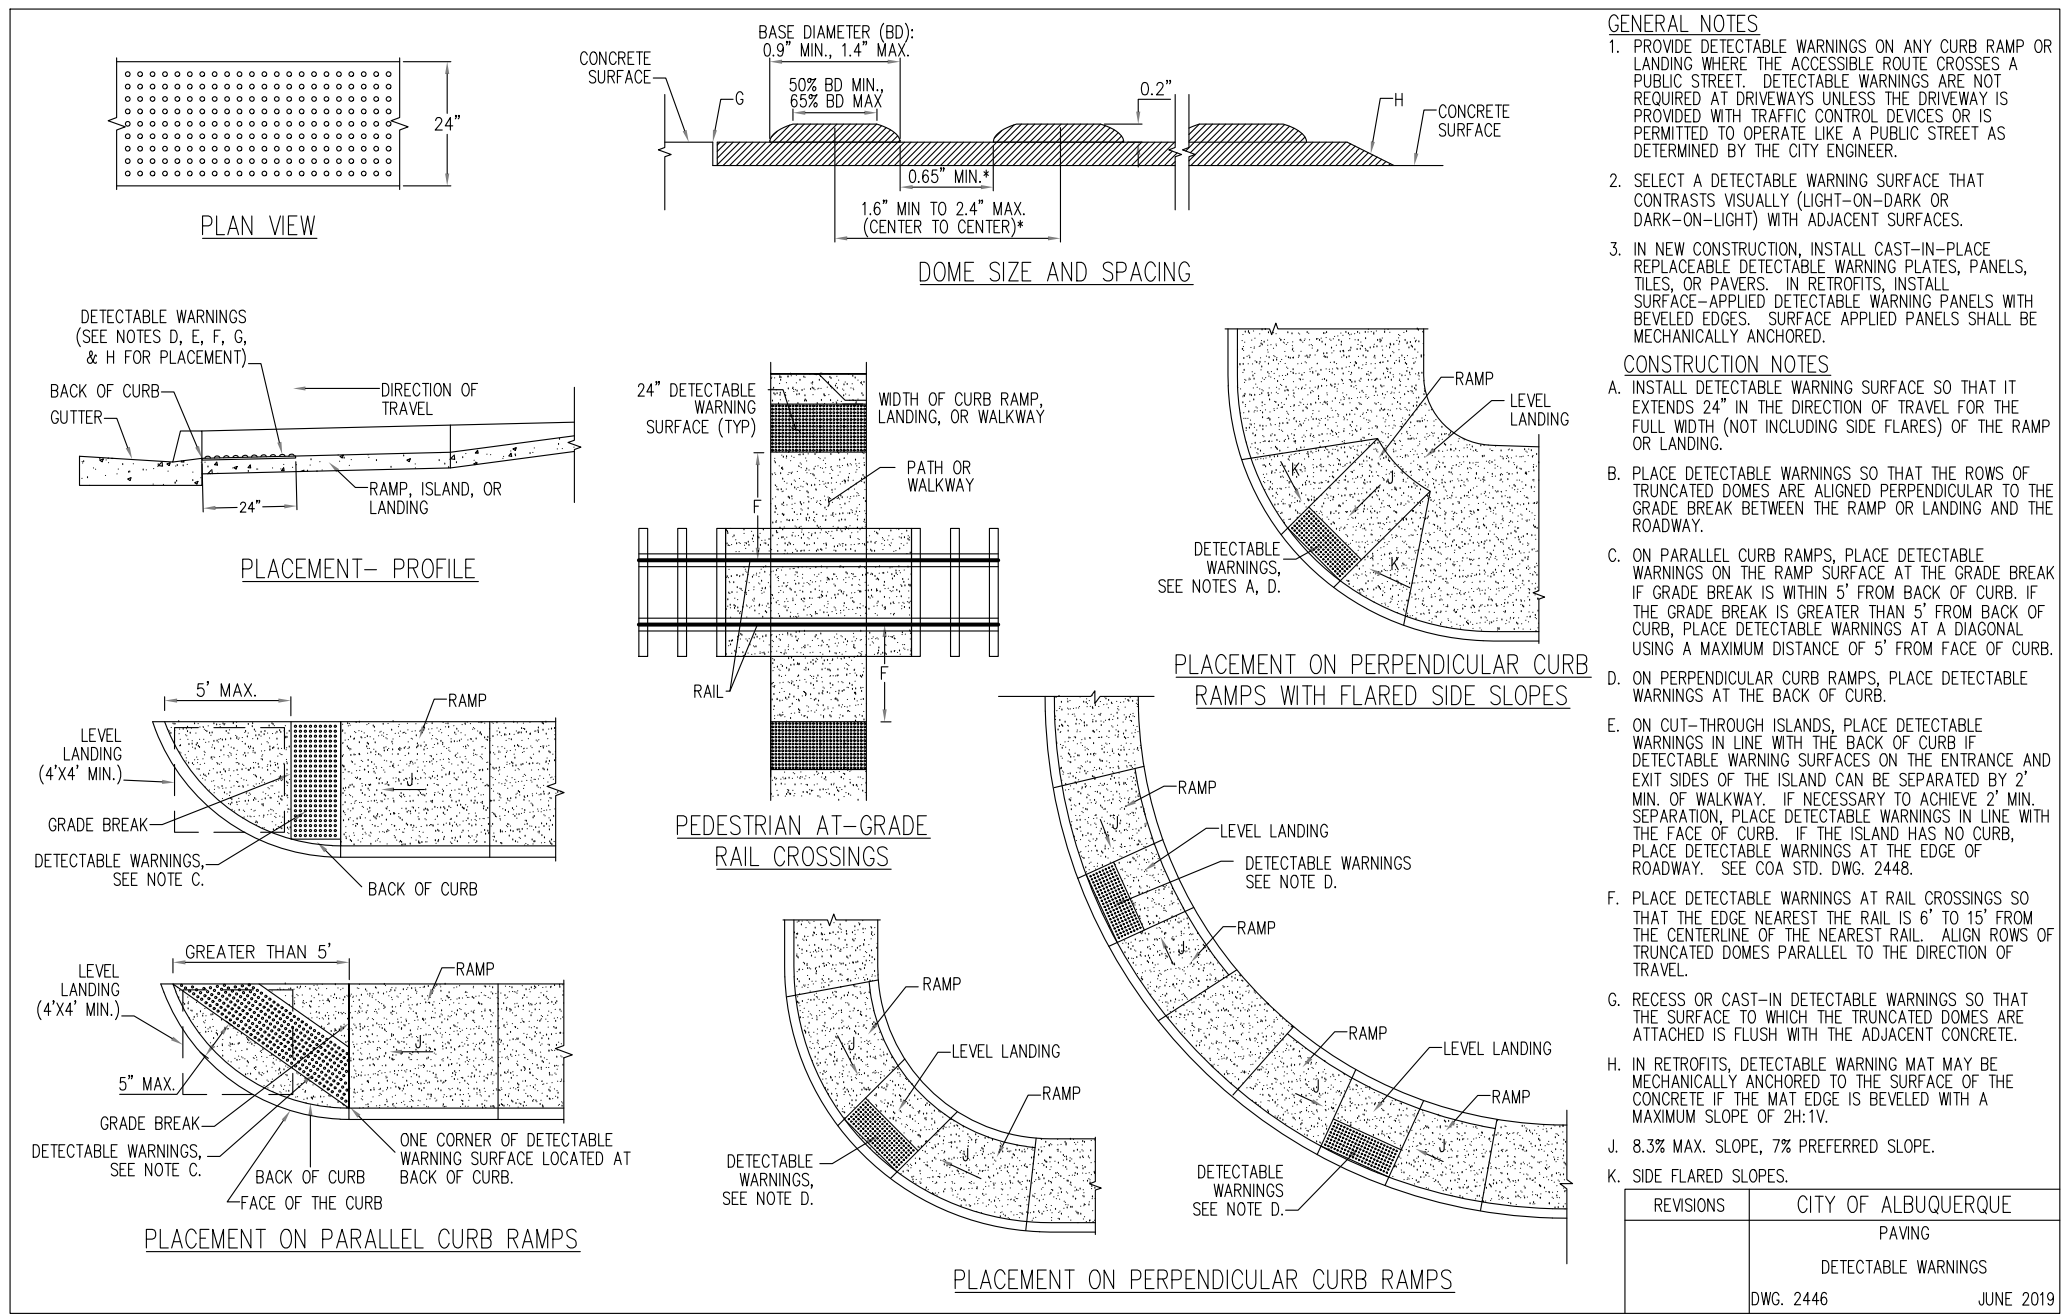 PLAN VIEW
24"
BASE DIAMETER (BD):
0.9" MIN., 1.4" MAX.
50% BD MIN.,
65% BD MAX
CONCRETE
SURFACE
G
0.2"
H
CONCRETE
SURFACE
0.65" MIN.*
1.6" MIN TO 2.4" MAX.
(CENTER TO CENTER)*
DOME SIZE AND SPACING
DETECTABLE WARNINGS
(SEE NOTES D, E, F, G,
& H FOR PLACEMENT)
BACK OF CURB
GUTTER
DIRECTION OF
TRAVEL
24"
RAMP, ISLAND, OR
LANDING
PLACEMENT- PROFILE
24" DETECTABLE
WARNING
SURFACE (TYP)
WIDTH OF CURB RAMP,
LANDING, OR WALKWAY
PATH OR
WALKWAY
F
F
RAIL
PEDESTRIAN AT-GRADE
RAIL CROSSINGS
RAMP
LEVEL
LANDING
K
J
K
DETECTABLE
WARNINGS,
SEE NOTES A, D.
PLACEMENT ON PERPENDICULAR CURB
RAMPS WITH FLARED SIDE SLOPES
5' MAX.
RAMP
LEVEL
LANDING
(4'X4' MIN.)
J
GRADE BREAK
DETECTABLE WARNINGS,
SEE NOTE C.
BACK OF CURB
GREATER THAN 5'
RAMP
LEVEL
LANDING
(4'X4' MIN.)
J
5" MAX.
GRADE BREAK
DETECTABLE WARNINGS,
SEE NOTE C.
BACK OF CURB
FACE OF THE CURB
ONE CORNER OF DETECTABLE
WARNING SURFACE LOCATED AT
BACK OF CURB.
PLACEMENT ON PARALLEL CURB RAMPS
RAMP
J
LEVEL LANDING
RAMP
J
DETECTABLE
WARNINGS,
SEE NOTE D.
RAMP
J
LEVEL LANDING
DETECTABLE WARNINGS
SEE NOTE D.
RAMP
J
RAMP
J
LEVEL LANDING
RAMP
J
DETECTABLE
WARNINGS
SEE NOTE D.
PLACEMENT ON PERPENDICULAR CURB RAMPS
GENERAL NOTES
1. PROVIDE DETECTABLE WARNINGS ON ANY CURB RAMP OR
LANDING WHERE THE ACCESSIBLE ROUTE CROSSES A
PUBLIC STREET. DETECTABLE WARNINGS ARE NOT
REQUIRED AT DRIVEWAYS UNLESS THE DRIVEWAY IS
PROVIDED WITH TRAFFIC CONTROL DEVICES OR IS
PERMITTED TO OPERATE LIKE A PUBLIC STREET AS
DETERMINED BY THE CITY ENGINEER.
2. SELECT A DETECTABLE WARNING SURFACE THAT
CONTRASTS VISUALLY (LIGHT-ON-DARK OR
DARK-ON-LIGHT) WITH ADJACENT SURFACES.
3. IN NEW CONSTRUCTION, INSTALL CAST-IN-PLACE
REPLACEABLE DETECTABLE WARNING PLATES, PANELS,
TILES, OR PAVERS. IN RETROFITS, INSTALL
SURFACE-APPLIED DETECTABLE WARNING PANELS WITH
BEVELED EDGES. SURFACE APPLIED PANELS SHALL BE
MECHANICALLY ANCHORED.
CONSTRUCTION NOTES
A. INSTALL DETECTABLE WARNING SURFACE SO THAT IT
EXTENDS 24" IN THE DIRECTION OF TRAVEL FOR THE
FULL WIDTH (NOT INCLUDING SIDE FLARES) OF THE RAMP
OR LANDING.
B. PLACE DETECTABLE WARNINGS SO THAT THE ROWS OF
TRUNCATED DOMES ARE ALIGNED PERPENDICULAR TO THE
GRADE BREAK BETWEEN THE RAMP OR LANDING AND THE
ROADWAY.
C. ON PARALLEL CURB RAMPS, PLACE DETECTABLE
WARNINGS ON THE RAMP SURFACE AT THE GRADE BREAK
IF GRADE BREAK IS WITHIN 5' FROM BACK OF CURB. IF
THE GRADE BREAK IS GREATER THAN 5' FROM BACK OF
CURB, PLACE DETECTABLE WARNINGS AT A DIAGONAL
USING A MAXIMUM DISTANCE OF 5' FROM FACE OF CURB.
D. ON PERPENDICULAR CURB RAMPS, PLACE DETECTABLE
WARNINGS AT THE BACK OF CURB.
E. ON CUT-THROUGH ISLANDS, PLACE DETECTABLE
WARNINGS IN LINE WITH THE BACK OF CURB IF
DETECTABLE WARNING SURFACES ON THE ENTRANCE AND
EXIT SIDES OF THE ISLAND CAN BE SEPARATED BY 2'
MIN. OF WALKWAY. IF NECESSARY TO ACHIEVE 2' MIN.
SEPARATION, PLACE DETECTABLE WARNINGS IN LINE WITH
THE FACE OF CURB. IF THE ISLAND HAS NO CURB,
PLACE DETECTABLE WARNINGS AT THE EDGE OF
ROADWAY. SEE COA STD. DWG. 2448.
F. PLACE DETECTABLE WARNINGS AT RAIL CROSSINGS SO
THAT THE EDGE NEAREST THE RAIL IS 6' TO 15' FROM
THE CENTERLINE OF THE NEAREST RAIL. ALIGN ROWS OF
TRUNCATED DOMES PARALLEL TO THE DIRECTION OF
TRAVEL.
G. RECESS OR CAST-IN DETECTABLE WARNINGS SO THAT
THE SURFACE TO WHICH THE TRUNCATED DOMES ARE
ATTACHED IS FLUSH WITH THE ADJACENT CONCRETE.
H. IN RETROFITS, DETECTABLE WARNING MAT MAY BE
MECHANICALLY ANCHORED TO THE SURFACE OF THE
CONCRETE IF THE MAT EDGE IS BEVELED WITH A
MAXIMUM SLOPE OF 2H:1V.
J. 8.3% MAX. SLOPE, 7% PREFERRED SLOPE.
K. SIDE FLARED SLOPES.
REVISIONS
CITY OF ALBUQUERQUE
PAVING
DETECTABLE WARNINGS
DWG. 2446
JUNE 2019